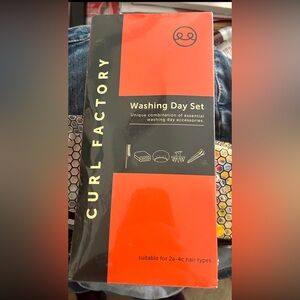 CURL FACTORY
Washing Day Set
Unique combination of essential
washing day accessories.
suitable for 2a-4c hair types